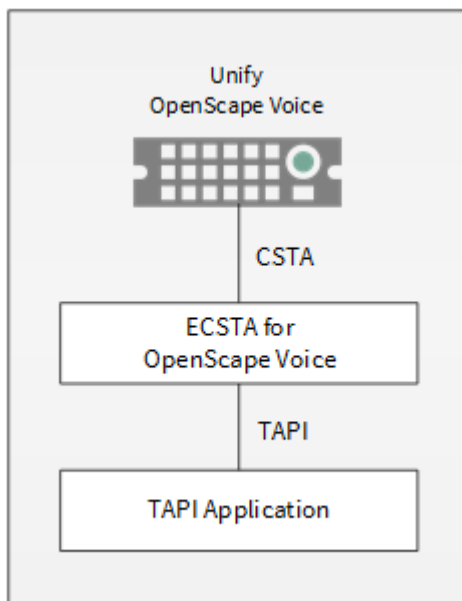 Unify
OpenScape Voice
CSTA
ECSTA for
OpenScape Voice
TAPI
TAPI Application